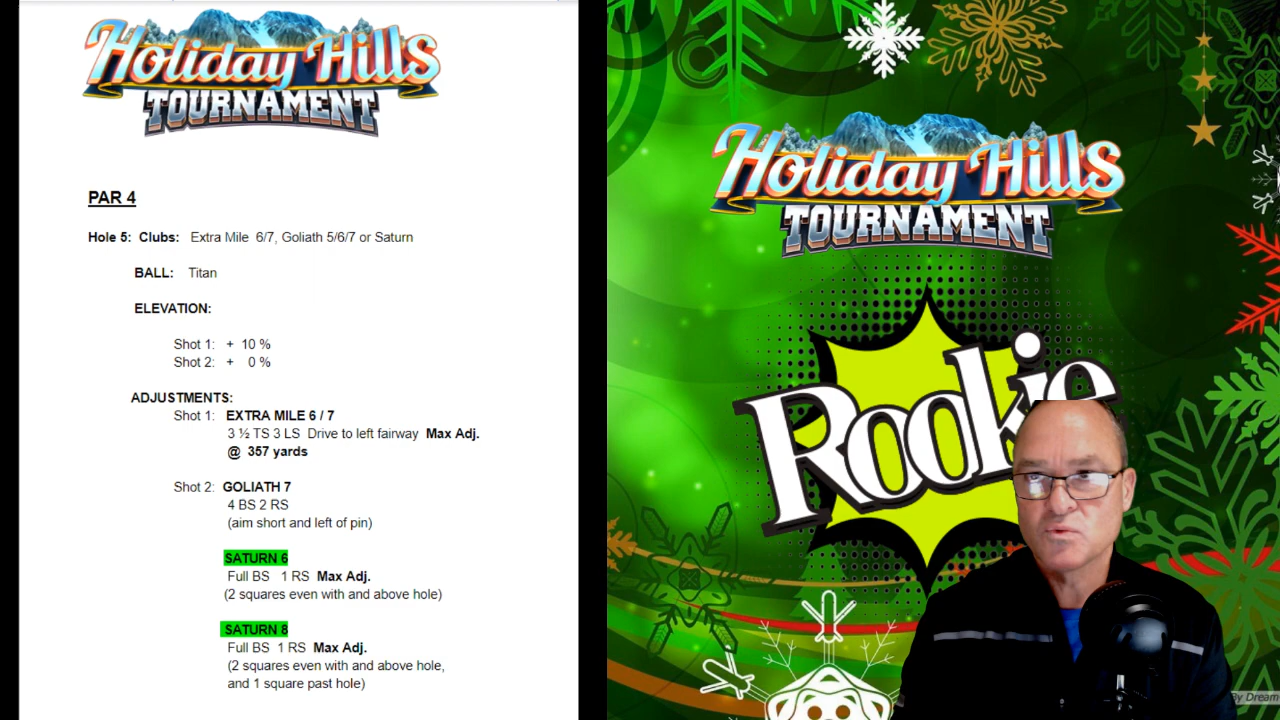 Holiday Hills
TOURNAMENT
PAR 4
Hole 5: Clubs: Extra Mile 6/7, Goliath 5/6/7 or Saturn
BALL: Titan
ELEVATION:
Shot 1: + 10 %
Shot 2: + 0 %
ADJUSTMENTS:
Shot 1: EXTRA MILE 6 / 7
3 ½ TS 3 LS Drive to left fairway Max Adj.
@ 357 yards
Shot 2: GOLIATH 7
4 BS 2 RS
(aim short and left of pin)
SATURN 6
Full BS 1 RS Max Adj.
(2 squares even with and above hole)
SATURN 8
Full BS 1 RS Max Adj.
(2 squares even with and above hole,
and 1 square past hole)
Holiday Hills
TOURNAMENT
Rookie
By Dream